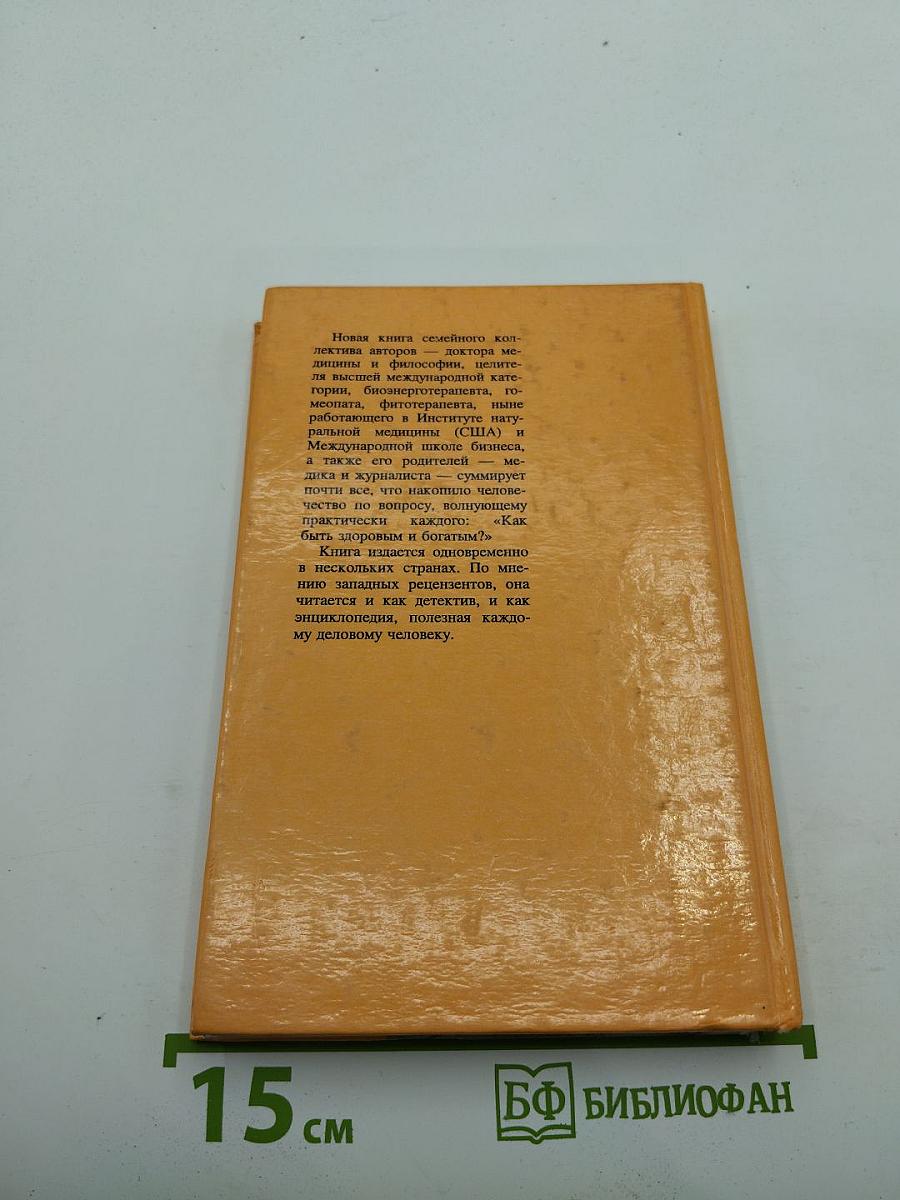 Новая книга семейного кол-
лектива авторов — доктора ме-
дицины и философии, целите-
ля высшей международной кате-
гории, биоэнерготерапевта, го-
меопата, фитотерапевта, ныне
работающего в Институте нату-
ральной медицины (США) и
Международной школе бизнеса,
а также его родителей — ме-
дика и журналиста — суммирует
почти все, что накопило челове-
чество по вопросу, волнующему
практически каждого: «Как
быть здоровым и богатым?»
Книга издается одновременно
в нескольких странах. По мне-
нию западных рецензентов, она
читается и как детектив, и как
энциклопедия, полезная каждо-
му деловому человеку.
15 см
БФ БИБЛИОФАН